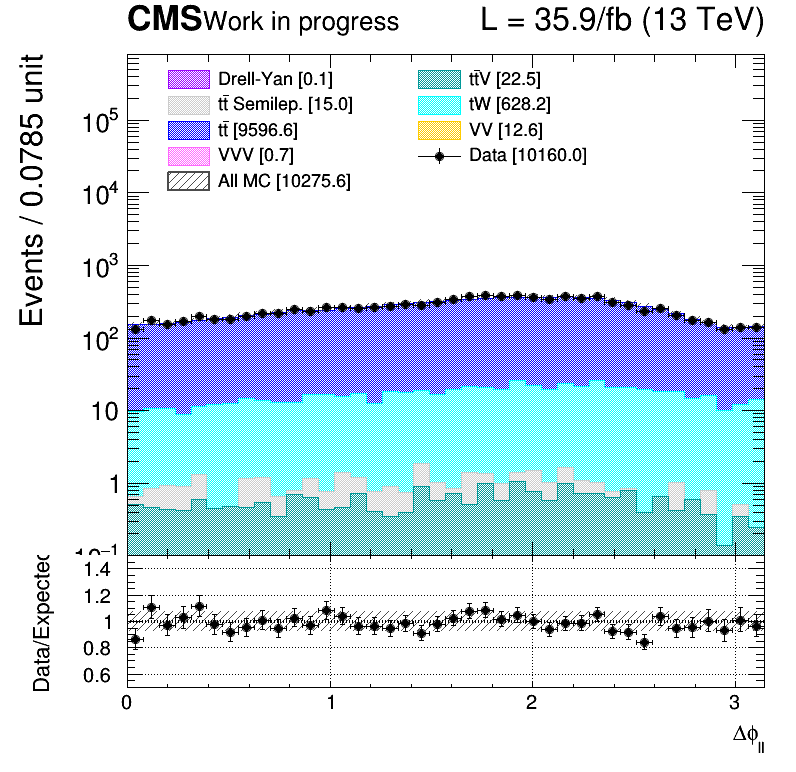 CMS Work in progress L = 35.9/fb (13 TeV)
Events / 0.0785 unit
Drell-Yan [0.1]
tt̄ Semilep. [15.0]
tt̄ [9596.6]
VVV [0.7]
All MC [10275.6]
tt̄V [22.5]
tW [628.2]
VV [12.6]
Data [10160.0]
10⁵
10⁴
10³
10²
10
1
10⁻¹
Data/Expected
1.4
1.2
1
0.8
0.6
0 1 2 3
Δϕ_ll